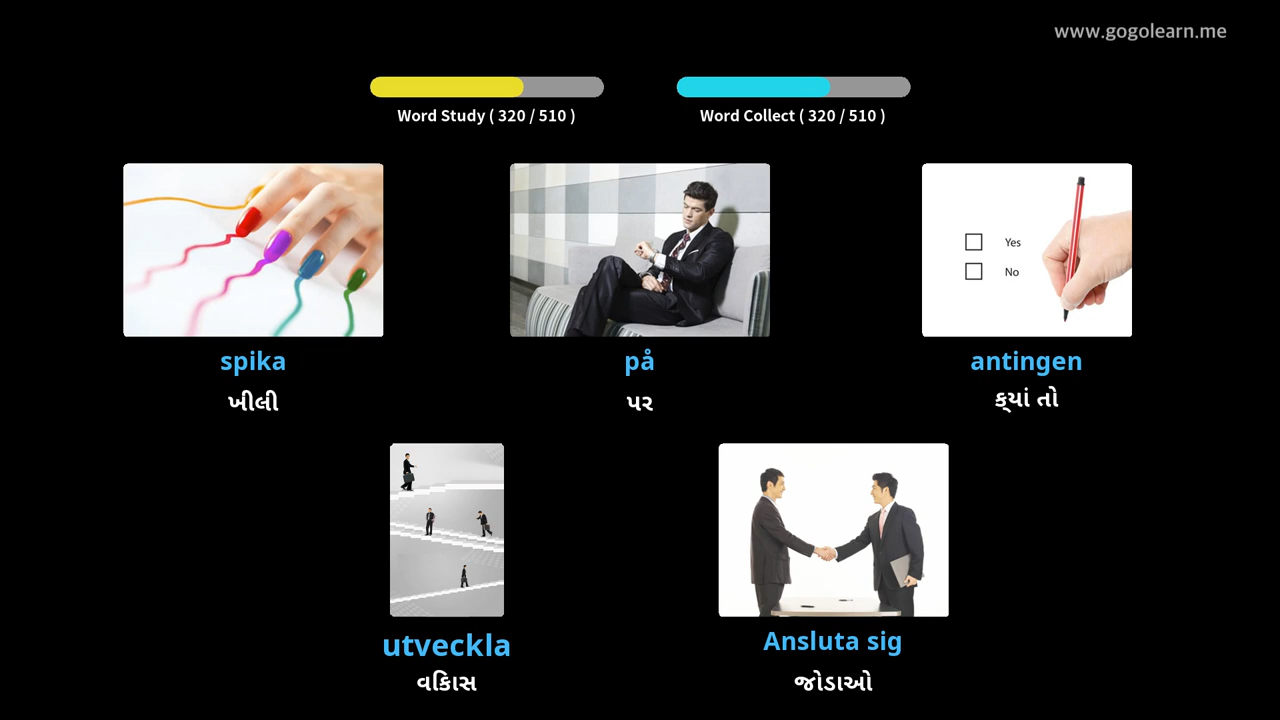 www.gogolearn.me
Word Study ( 320 / 510 )
Word Collect ( 320 / 510 )
Yes
No
spika
på
antingen
ખીલી
પર
ક્યાં તો
utveckla
Ansluta sig
વિકાસ
જોડાઓ